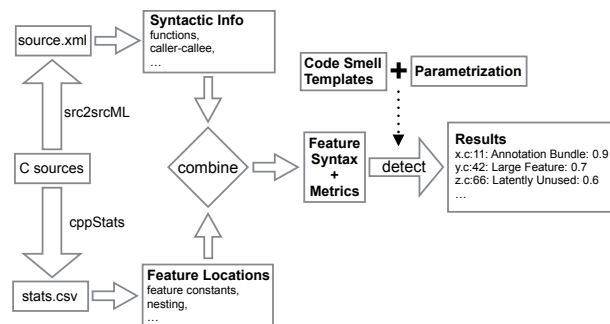 source.xml
Syntactic Info
functions,
caller-callee,
...
src2srcML
C sources
cppStats
stats.csv
Feature Locations
feature constants,
nesting,
...
combine
Feature
Syntax
+
Metrics
Code Smell
Templates
+
Parametrization
detect
Results
x.c:11: Annotation Bundle: 0.9
y.c:42: Large Feature: 0.7
z.c:66: Latently Unused: 0.6
...